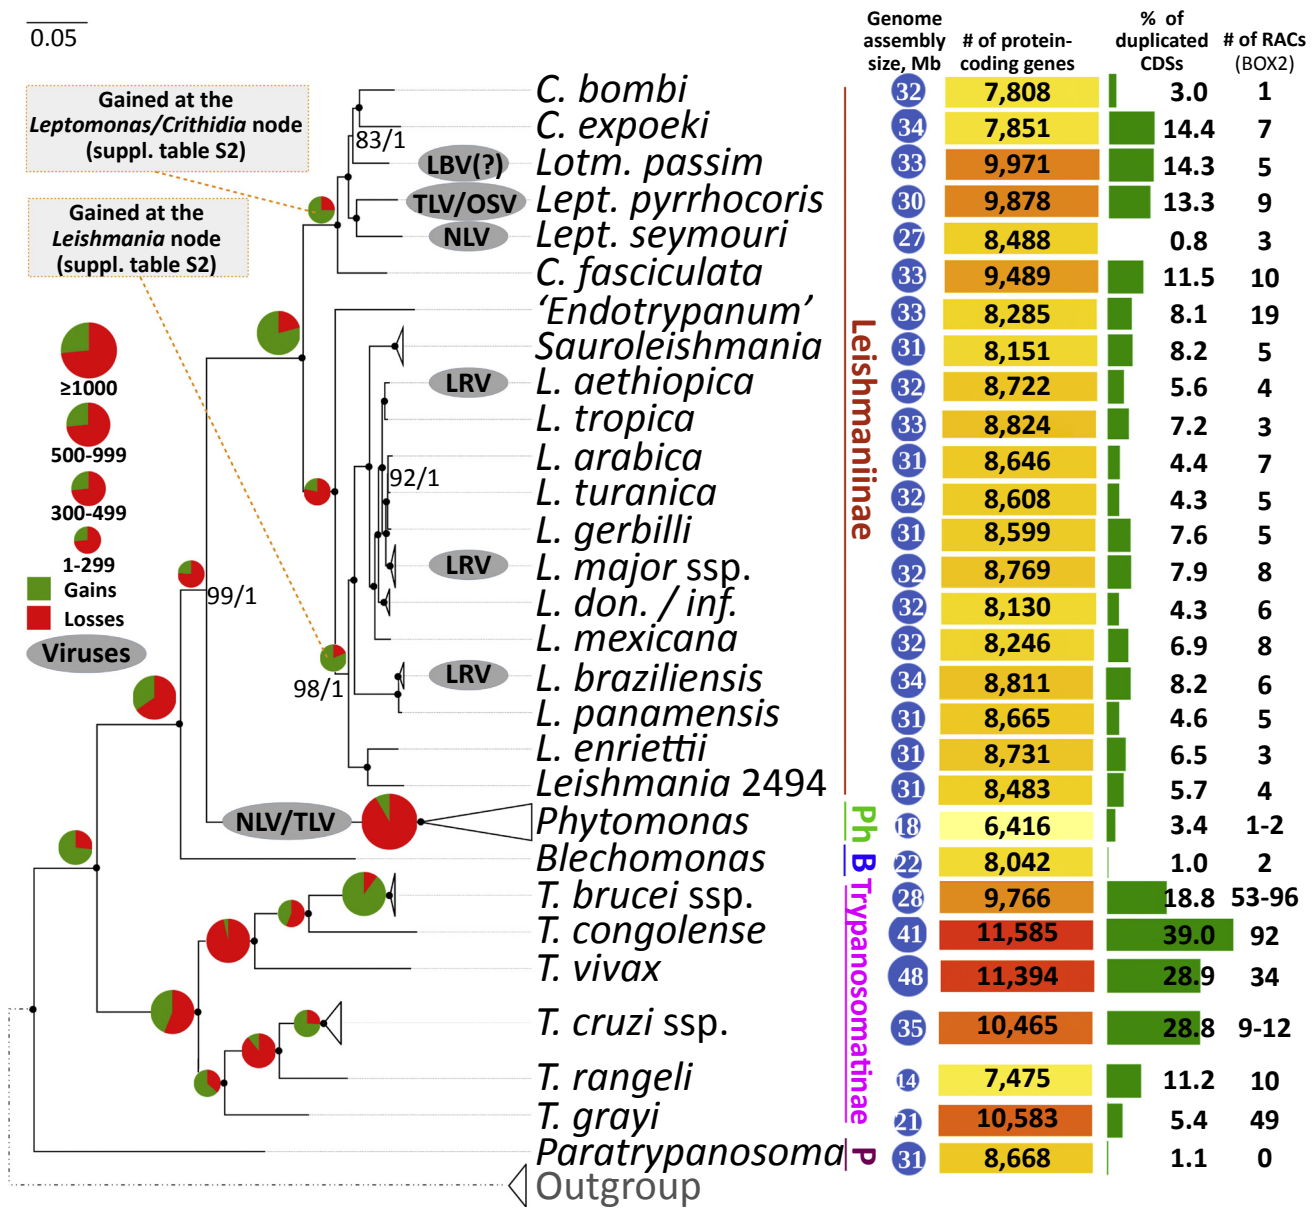 0.05
Genome assembly size, Mb
# of protein-coding genes
% of duplicated CDSs
# of RACs (BOX2)
Gained at the
Leptomonas/Crithidia node
(suppl. table S2)
Gained at the
Leishmania node
(suppl. table S2)
≥1000
500-999
300-499
1-299
Gains
Losses
Viruses
83/1
92/1
99/1
98/1
C. bombi 32 7,808 3.0 1
C. expoeki 34 7,851 14.4 7
LBV(?) Lotm. passim 33 9,971 14.3 5
TLV/OSV Lept. pyrrhocoris 30 9,878 13.3 9
NLV Lept. seymouri 27 8,488 0.8 3
C. fasciculata 33 9,489 11.5 10
‘Endotrypanum’ 33 8,285 8.1 19
Sauroleishmania 31 8,151 8.2 5
LRV L. aethiopica 32 8,722 5.6 4
L. tropica 33 8,824 7.2 3
L. arabica 31 8,646 4.4 7
L. turanica 32 8,608 4.3 5
L. gerbilli 31 8,599 7.6 5
LRV L. major ssp. 32 8,769 7.9 8
L. don. / inf. 32 8,130 4.3 6
L. mexicana 32 8,246 6.9 8
LRV L. braziliensis 34 8,811 8.2 6
L. panamensis 31 8,665 4.6 5
L. enriettii 31 8,731 6.5 3
Leishmania 2494 31 8,483 5.7 4
NLV/TLV Phytomonas 18 6,416 3.4 1-2
Blechomonas 22 8,042 1.0 2
T. brucei ssp. 28 9,766 18.8 53-96
T. congolense 41 11,585 39.0 92
T. vivax 48 11,394 28.9 34
T. cruzi ssp. 35 10,465 28.8 9-12
T. rangeli 14 7,475 11.2 10
T. grayi 21 10,583 5.4 49
Paratrypanosoma 31 8,668 1.1 0
Outgroup
Leishmaniinae
Ph
B
Trypanosomatinae
P